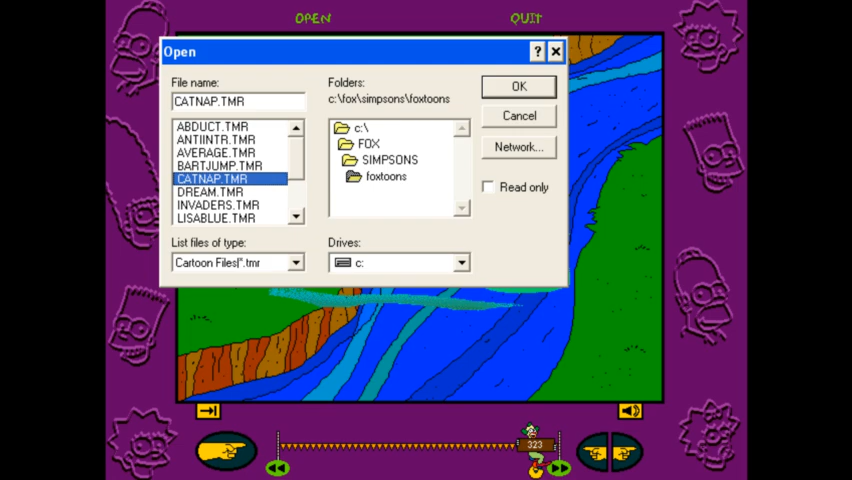 OPEN
QUIT
Open
File name:
CATNAP.TMR
ABDUCT.TMR
ANTIINTR.TMR
AVERAGE.TMR
BARTJUMP.TMR
CATNAP.TMR
DREAM.TMR
INVADERS.TMR
LISABLUE.TMR
List files of type:
Cartoon Files|*.tmr
Folders:
c:\fox\simpsons\foxtoons
c:\
FOX
SIMPSONS
foxtoons
Drives:
c:
OK
Cancel
Network...
Read only
323